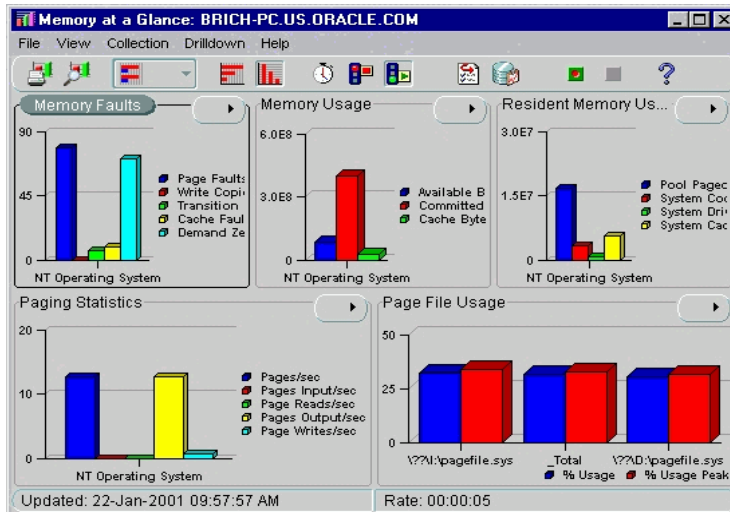 Memory at a Glance: BRICH-PC.US.ORACLE.COM
File View Collection Drilldown Help
Memory Faults
90
45
0
Page Faults
Write Copi
Transition
Cache Faul
Demand Ze
NT Operating System
Memory Usage
6.0E8
3.0E8
0
Available B
Committed
Cache Byte
NT Operating System
Resident Memory Us...
3.0E7
1.5E7
0
Pool Paged
System Coc
System Dri
System Cac
NT Operating System
Paging Statistics
20
10
0
Pages/sec
Pages Input/sec
Page Reads/sec
Pages Output/sec
Page Writes/sec
NT Operating System
Page File Usage
50
25
0
\??\I:\pagefile.sys
_Total
\??\D:\pagefile.sys
% Usage
% Usage Peak
Updated: 22-Jan-2001 09:57:57 AM
Rate: 00:00:05